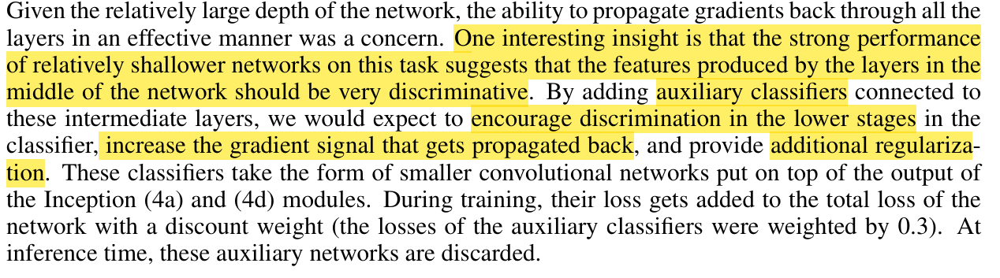 Given the relatively large depth of the network, the ability to propagate gradients back through all the
layers in an effective manner was a concern. One interesting insight is that the strong performance
of relatively shallower networks on this task suggests that the features produced by the layers in the
middle of the network should be very discriminative. By adding auxiliary classifiers connected to
these intermediate layers, we would expect to encourage discrimination in the lower stages in the
classifier, increase the gradient signal that gets propagated back, and provide additional regulariza-
tion. These classifiers take the form of smaller convolutional networks put on top of the output of
the Inception (4a) and (4d) modules. During training, their loss gets added to the total loss of the
network with a discount weight (the losses of the auxiliary classifiers were weighted by 0.3). At
inference time, these auxiliary networks are discarded.